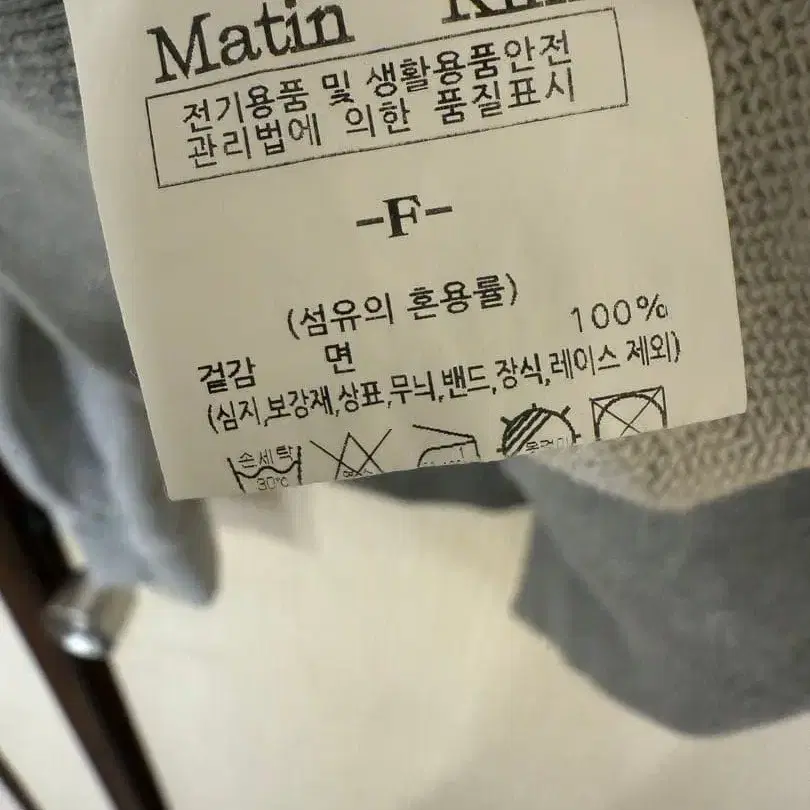 Matin Kim
전기용품 및 생활용품안전
관리법에 의한 품질표시
-F-
(섬유의 혼용률)
겉감 면 100%
(심지,보강재,상표,무늬,밴드,장식,레이스 제외)
손세탁
30℃